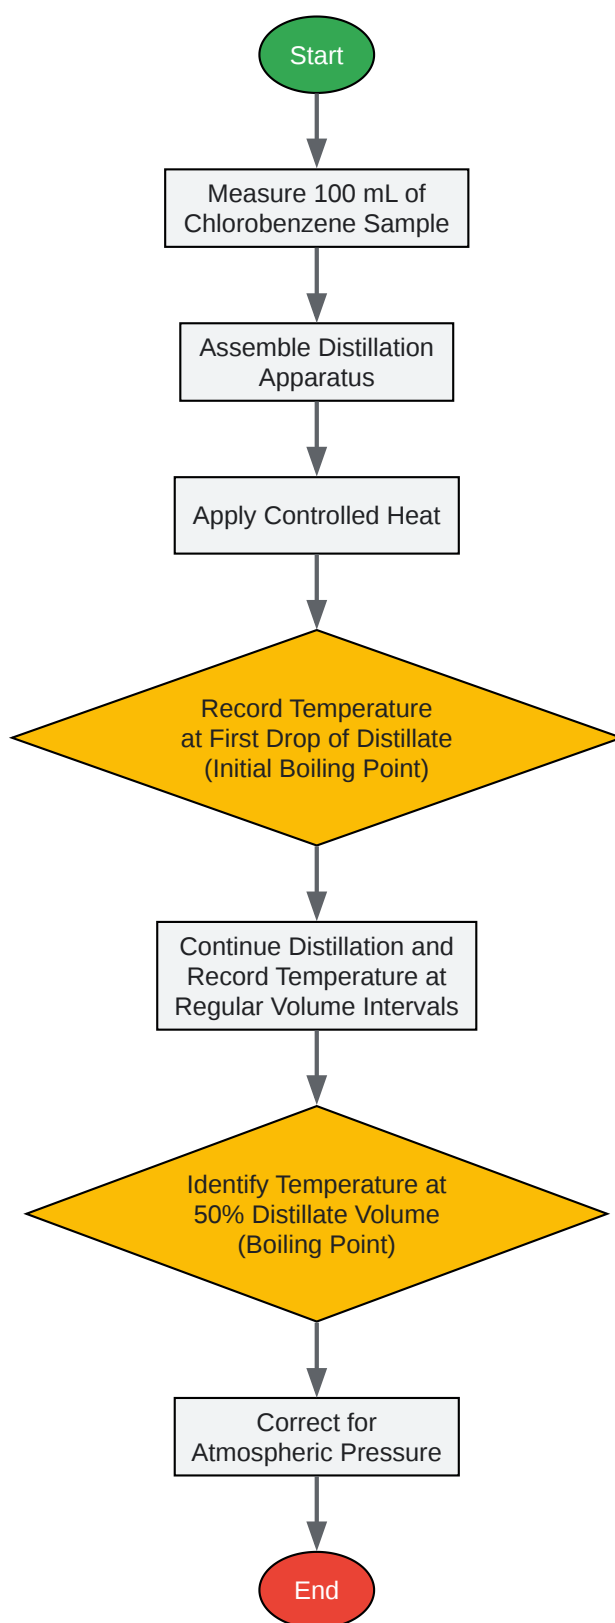 Start
Measure 100 mL of
Chlorobenzene Sample
Assemble Distillation
Apparatus
Apply Controlled Heat
Record Temperature
at First Drop of Distillate
(Initial Boiling Point)
Continue Distillation and
Record Temperature at
Regular Volume Intervals
Identify Temperature at
50% Distillate Volume
(Boiling Point)
Correct for
Atmospheric Pressure
End